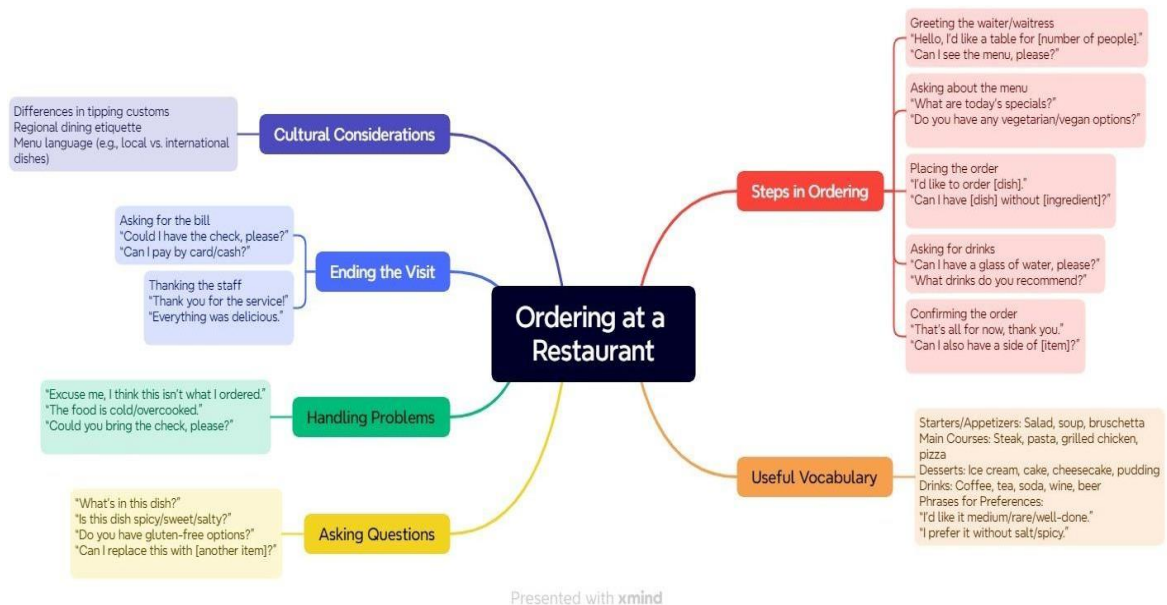 Ordering at a
Restaurant
Steps in Ordering
Greeting the waiter/waitress
“Hello, I'd like a table for [number of people].”
“Can I see the menu, please?”
Asking about the menu
“What are today's specials?”
“Do you have any vegetarian/vegan options?”
Placing the order
“I'd like to order [dish].”
“Can I have [dish] without [ingredient]?”
Asking for drinks
“Can I have a glass of water, please?”
“What drinks do you recommend?”
Confirming the order
“That's all for now, thank you.”
“Can I also have a side of [item]?”
Useful Vocabulary
Starters/Appetizers: Salad, soup, bruschetta
Main Courses: Steak, pasta, grilled chicken,
pizza
Desserts: Ice cream, cake, cheesecake, pudding
Drinks: Coffee, tea, soda, wine, beer
Phrases for Preferences:
“I'd like it medium/rare/well-done.”
“I prefer it without salt/spicy.”
Asking Questions
“What's in this dish?”
“Is this dish spicy/sweet/salty?”
“Do you have gluten-free options?”
“Can I replace this with [another item]?”
Handling Problems
“Excuse me, I think this isn't what I ordered.”
“The food is cold/overcooked.”
“Could you bring the check, please?”
Ending the Visit
Asking for the bill
“Could I have the check, please?”
“Can I pay by card/cash?”
Thanking the staff
“Thank you for the service!”
“Everything was delicious.”
Cultural Considerations
Differences in tipping customs
Regional dining etiquette
Menu language (e.g., local vs. international
dishes)
Presented with xmind